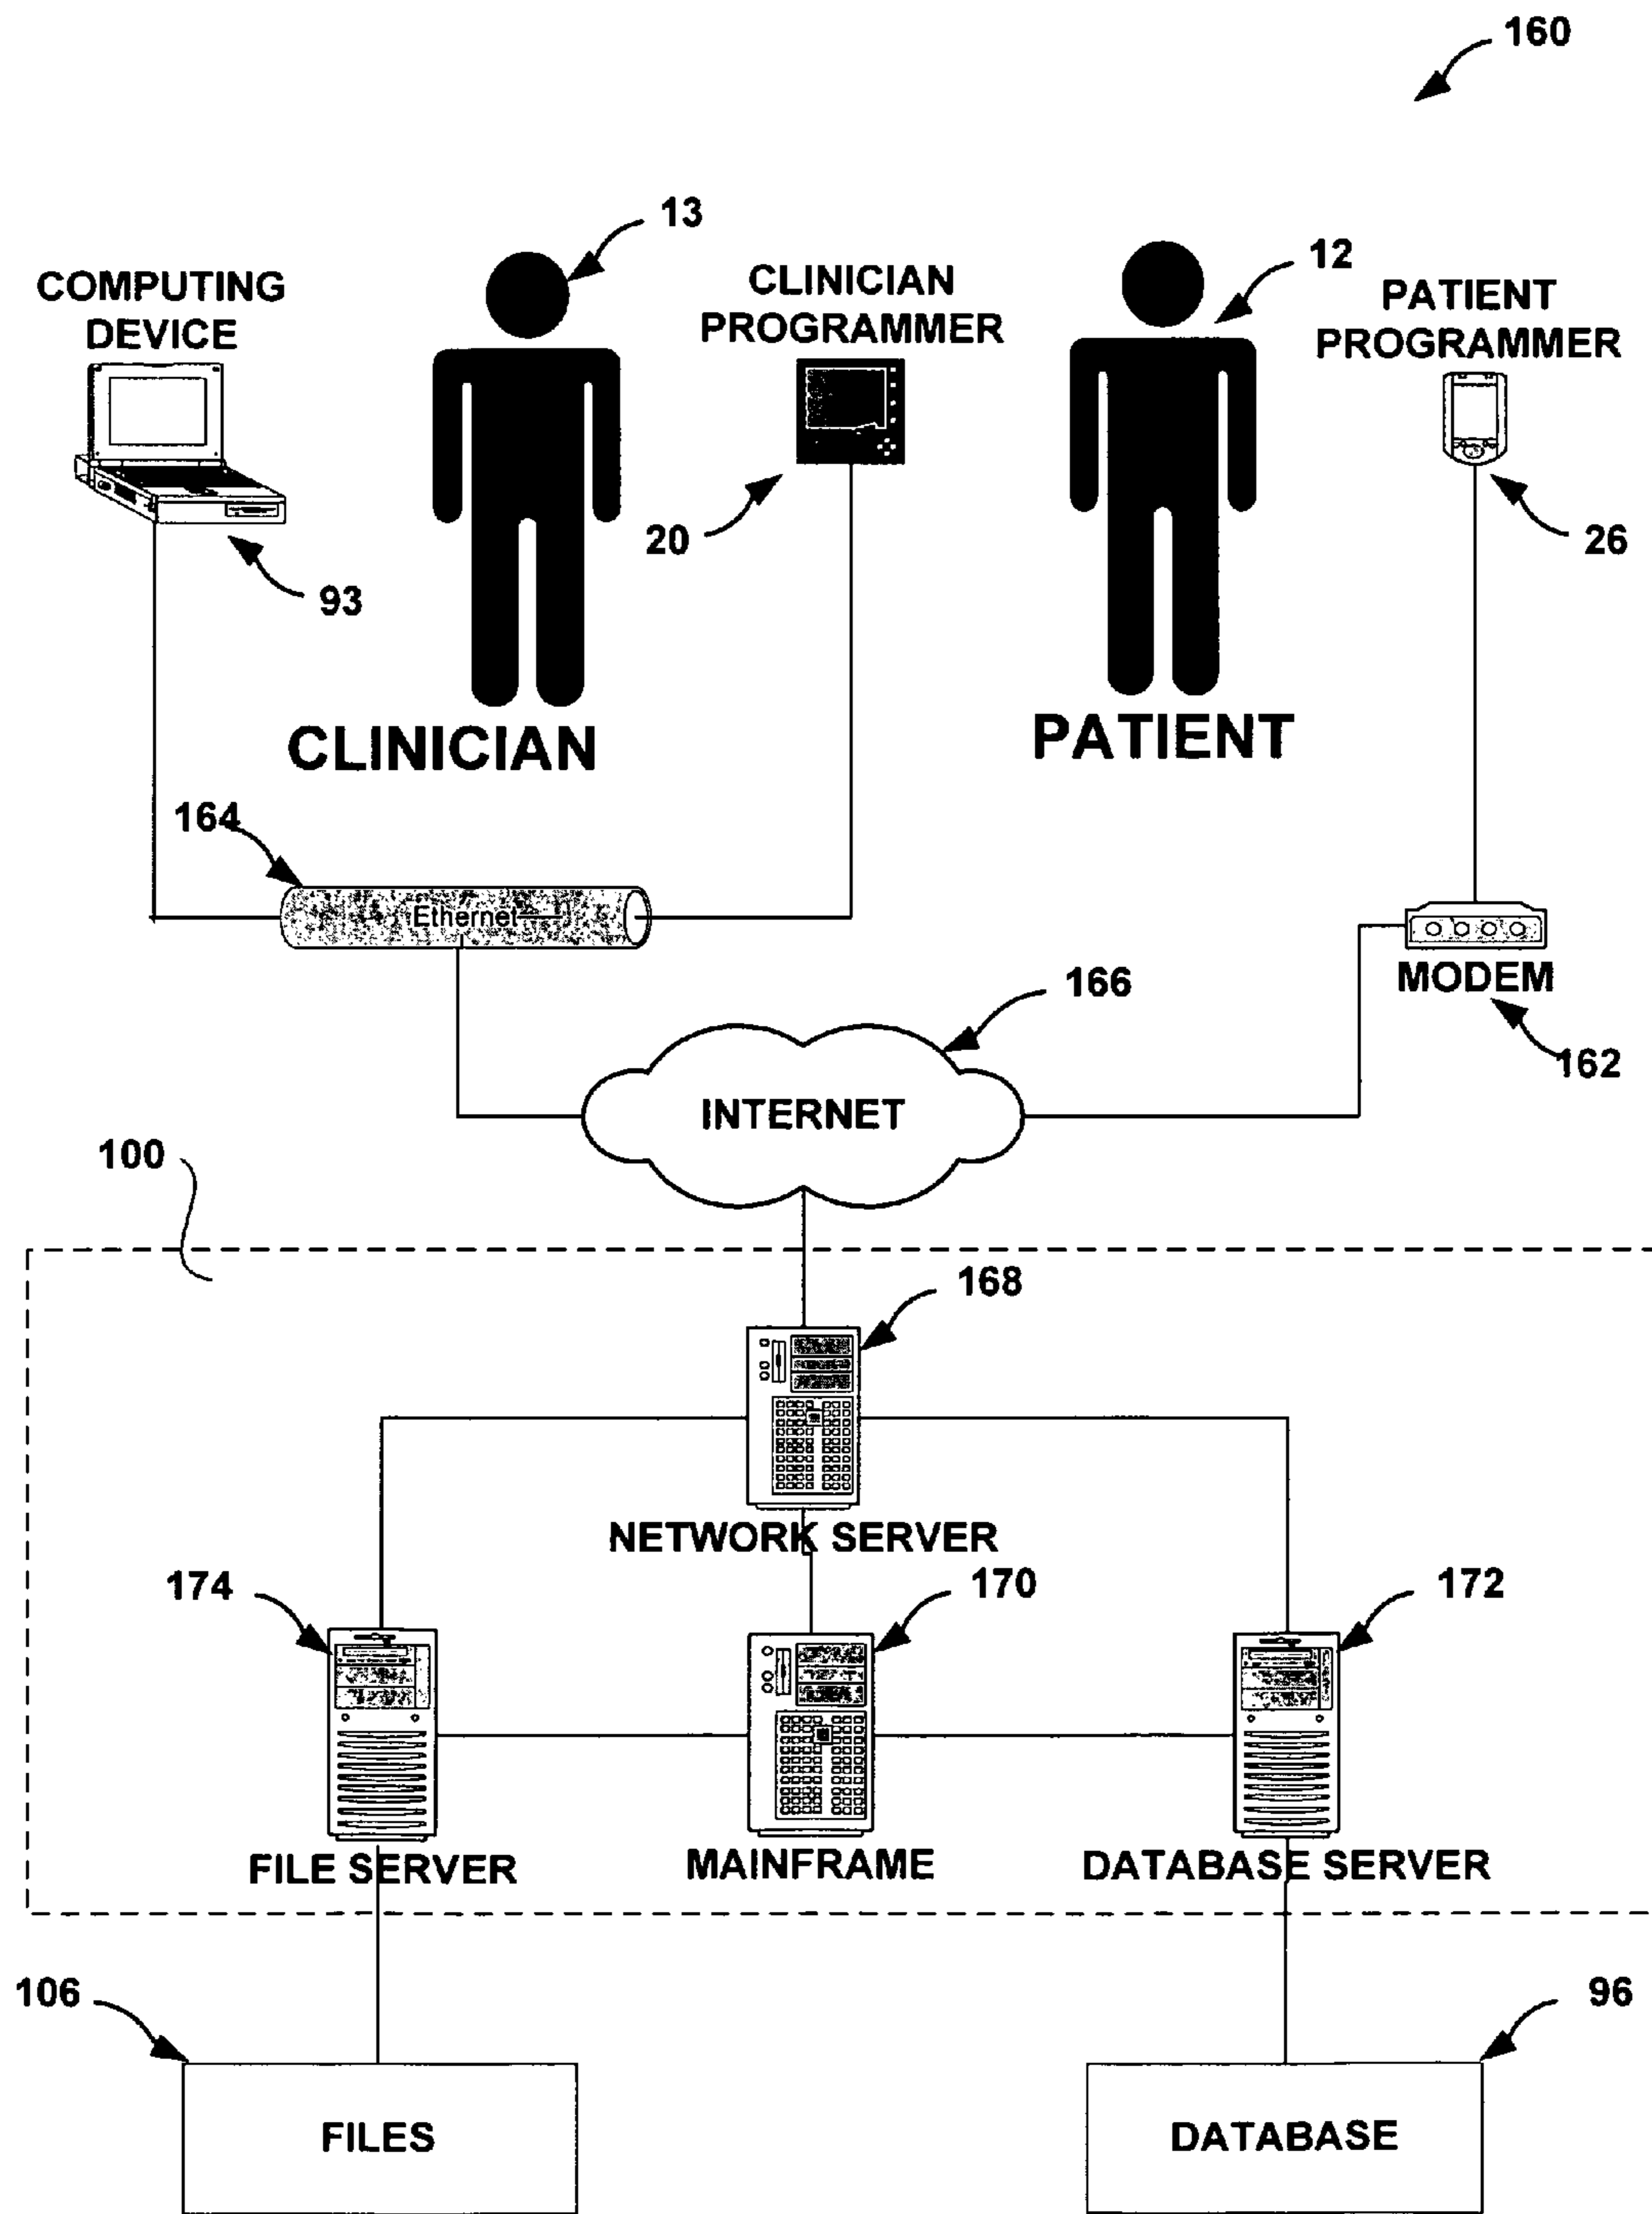 160
13
12
COMPUTING
DEVICE
CLINICIAN
PROGRAMMER
PATIENT
PROGRAMMER
20
26
93
CLINICIAN
PATIENT
164
Ethernet
MODEM
166
162
INTERNET
100
168
NETWORK SERVER
174
170
172
FILE SERVER
MAINFRAME
DATABASE SERVER
106
96
FILES
DATABASE